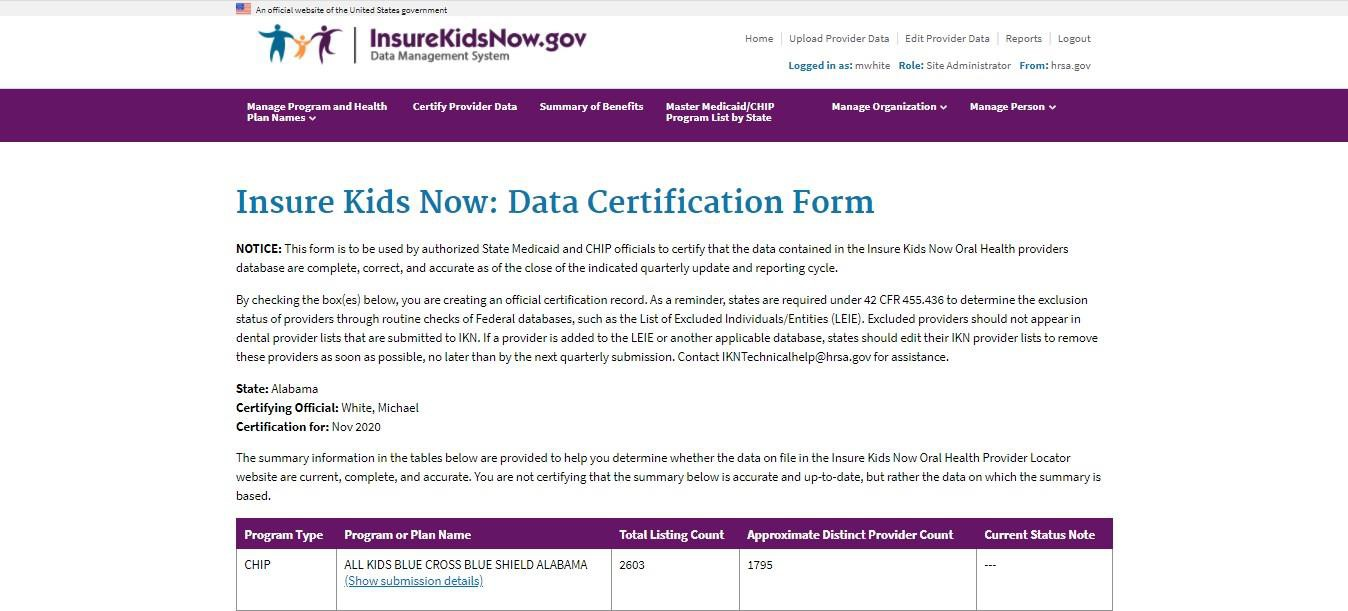 An official website of the United States government
InsureKidsNow.gov
Data Management System
Home Upload Provider Data Edit Provider Data Reports Logout
Logged in as: mwhite Role: Site Administrator From: hrsa.gov
Manage Program and Health Plan Names Certify Provider Data Summary of Benefits Master Medicaid/CHIP Program List by State Manage Organization Manage Person
Insure Kids Now: Data Certification Form
NOTICE: This form is to be used by authorized State Medicaid and CHIP officials to certify that the data contained in the Insure Kids Now Oral Health providers
database are complete, correct, and accurate as of the close of the indicated quarterly update and reporting cycle.
By checking the box(es) below, you are creating an official certification record. As a reminder, states are required under 42 CFR 455.436 to determine the exclusion
status of providers through routine checks of Federal databases, such as the List of Excluded Individuals/Entities (LEIE). Excluded providers should not appear in
dental provider lists that are submitted to IKN. If a provider is added to the LEIE or another applicable database, states should edit their IKN provider lists to remove
these providers as soon as possible, no later than by the next quarterly submission. Contact IKNTechnicalhelp@hrsa.gov for assistance.
State: Alabama
Certifying Official: White, Michael
Certification for: Nov 2020
The summary information in the tables below are provided to help you determine whether the data on file in the Insure Kids Now Oral Health Provider Locator
website are current, complete, and accurate. You are not certifying that the summary below is accurate and up-to-date, but rather the data on which the summary is
based.
Program Type Program or Plan Name Total Listing Count Approximate Distinct Provider Count Current Status Note
CHIP ALL KIDS BLUE CROSS BLUE SHIELD ALABAMA 2603 1795 ---
(Show submission details)